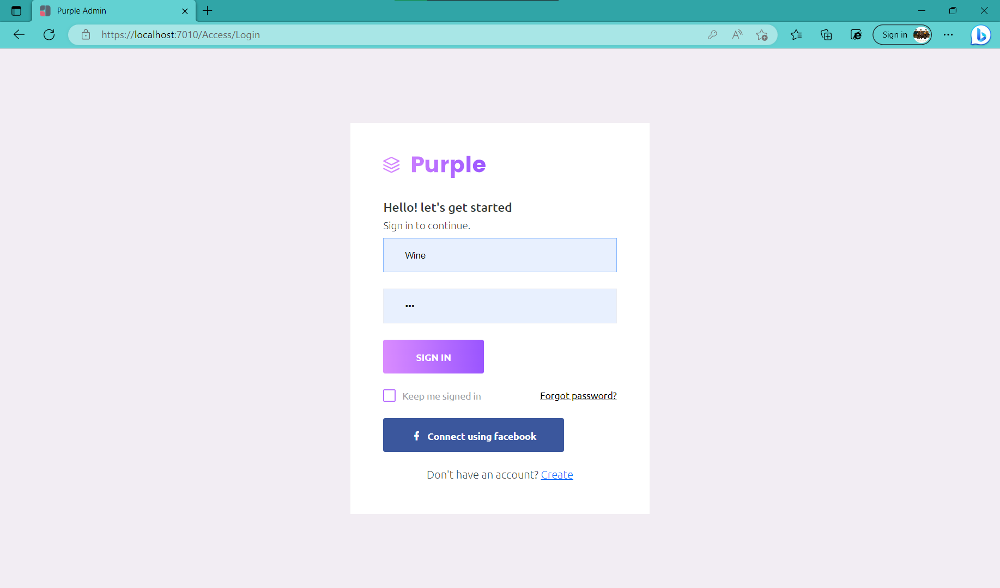 Purple Admin
https://localhost:7010/Access/Login
Sign in
Purple
Hello! let's get started
Sign in to continue.
Wine
•••
SIGN IN
Keep me signed in
Forgot password?
Connect using facebook
Don't have an account? Create